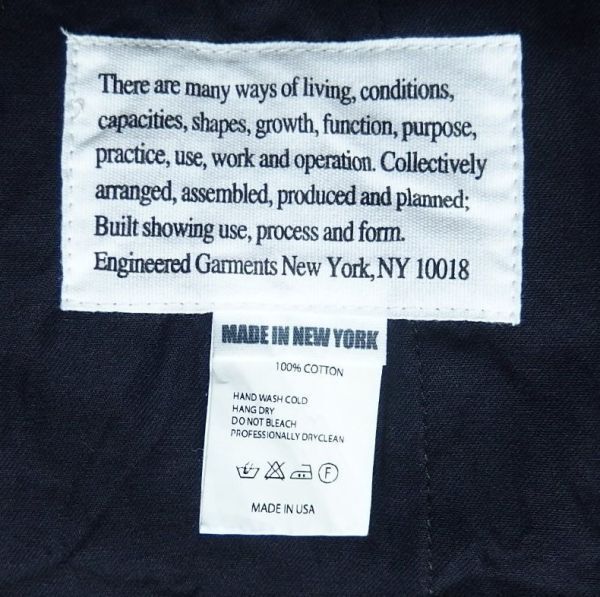 There are many ways of living, conditions,
capacities, shapes, growth, function, purpose,
practice, use, work and operation. Collectively
arranged, assembled, produced and planned;
Built showing use, process and form.
Engineered Garments New York, NY 10018
MADE IN NEW YORK
100% COTTON
HAND WASH COLD
HANG DRY
DO NOT BLEACH
PROFESSIONALLY DRYCLEAN
F
MADE IN USA